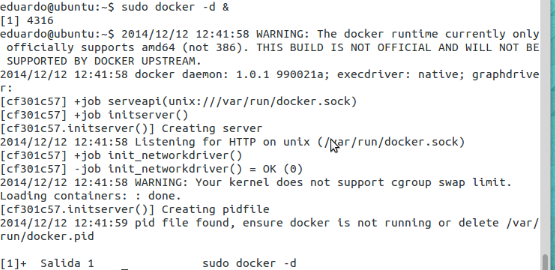 eduardo@ubuntu:~$ sudo docker -d &
[1] 4316
eduardo@ubuntu:~$ 2014/12/12 12:41:58 WARNING: The docker runtime currently only
officially supports amd64 (not 386). THIS BUILD IS NOT OFFICIAL AND WILL NOT BE
SUPPORTED BY DOCKER UPSTREAM.
2014/12/12 12:41:58 docker daemon: 1.0.1 990021a; execdriver: native; graphdrive
r:
[cf301c57] +job serveapi(unix:///var/run/docker.sock)
[cf301c57] +job initserver()
[cf301c57.initserver()] Creating server
2014/12/12 12:41:58 Listening for HTTP on unix (/var/run/docker.sock)
[cf301c57] +job init_networkdriver()
[cf301c57] -job init_networkdriver() = OK (0)
2014/12/12 12:41:58 WARNING: Your kernel does not support cgroup swap limit.
Loading containers: : done.
[cf301c57.initserver()] Creating pidfile
2014/12/12 12:41:59 pid file found, ensure docker is not running or delete /var/
run/docker.pid
[1]+ Salida 1 sudo docker -d